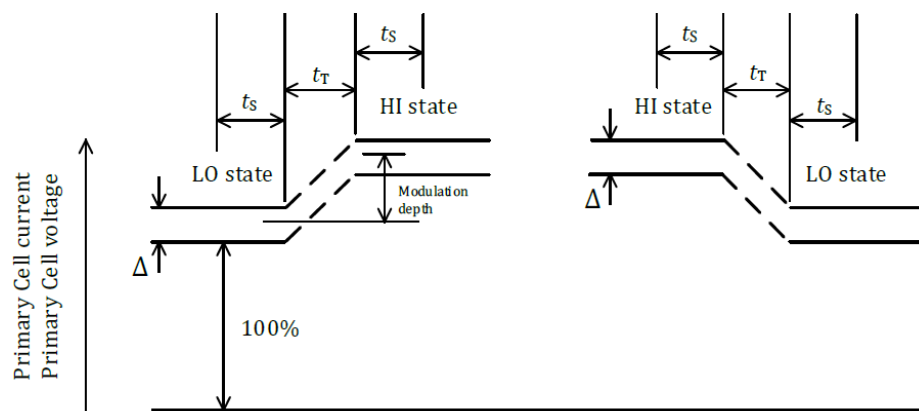 tS
tS
tT
tT
tS
HI state
HI state
tS
LO state
LO state
Modulation
depth
Δ
Δ
100%
Primary Cell current
Primary Cell voltage